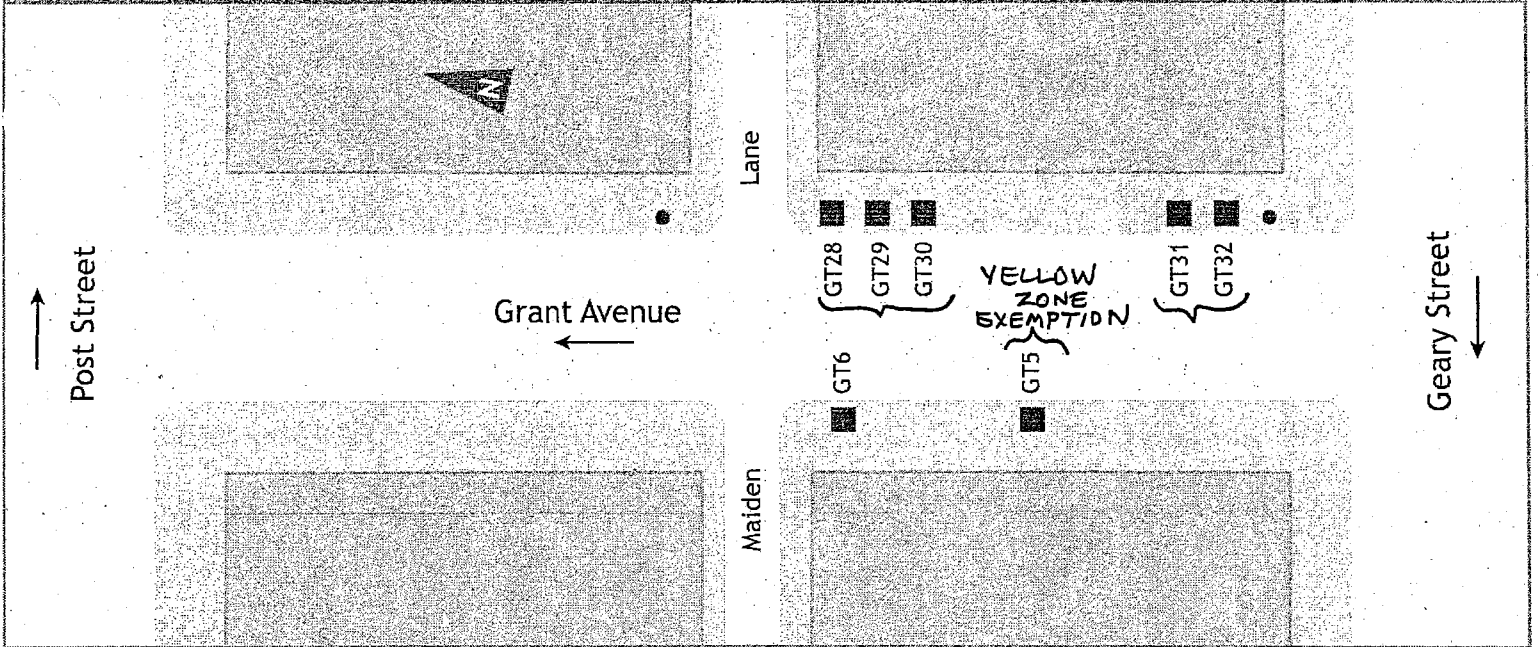 N
Lane
Post Street
GT28
GT29
GT30
YELLOW
ZONE
EXEMPTION
GT31
GT32
Geary Street
Grant Avenue
GT6
GT5
Maiden